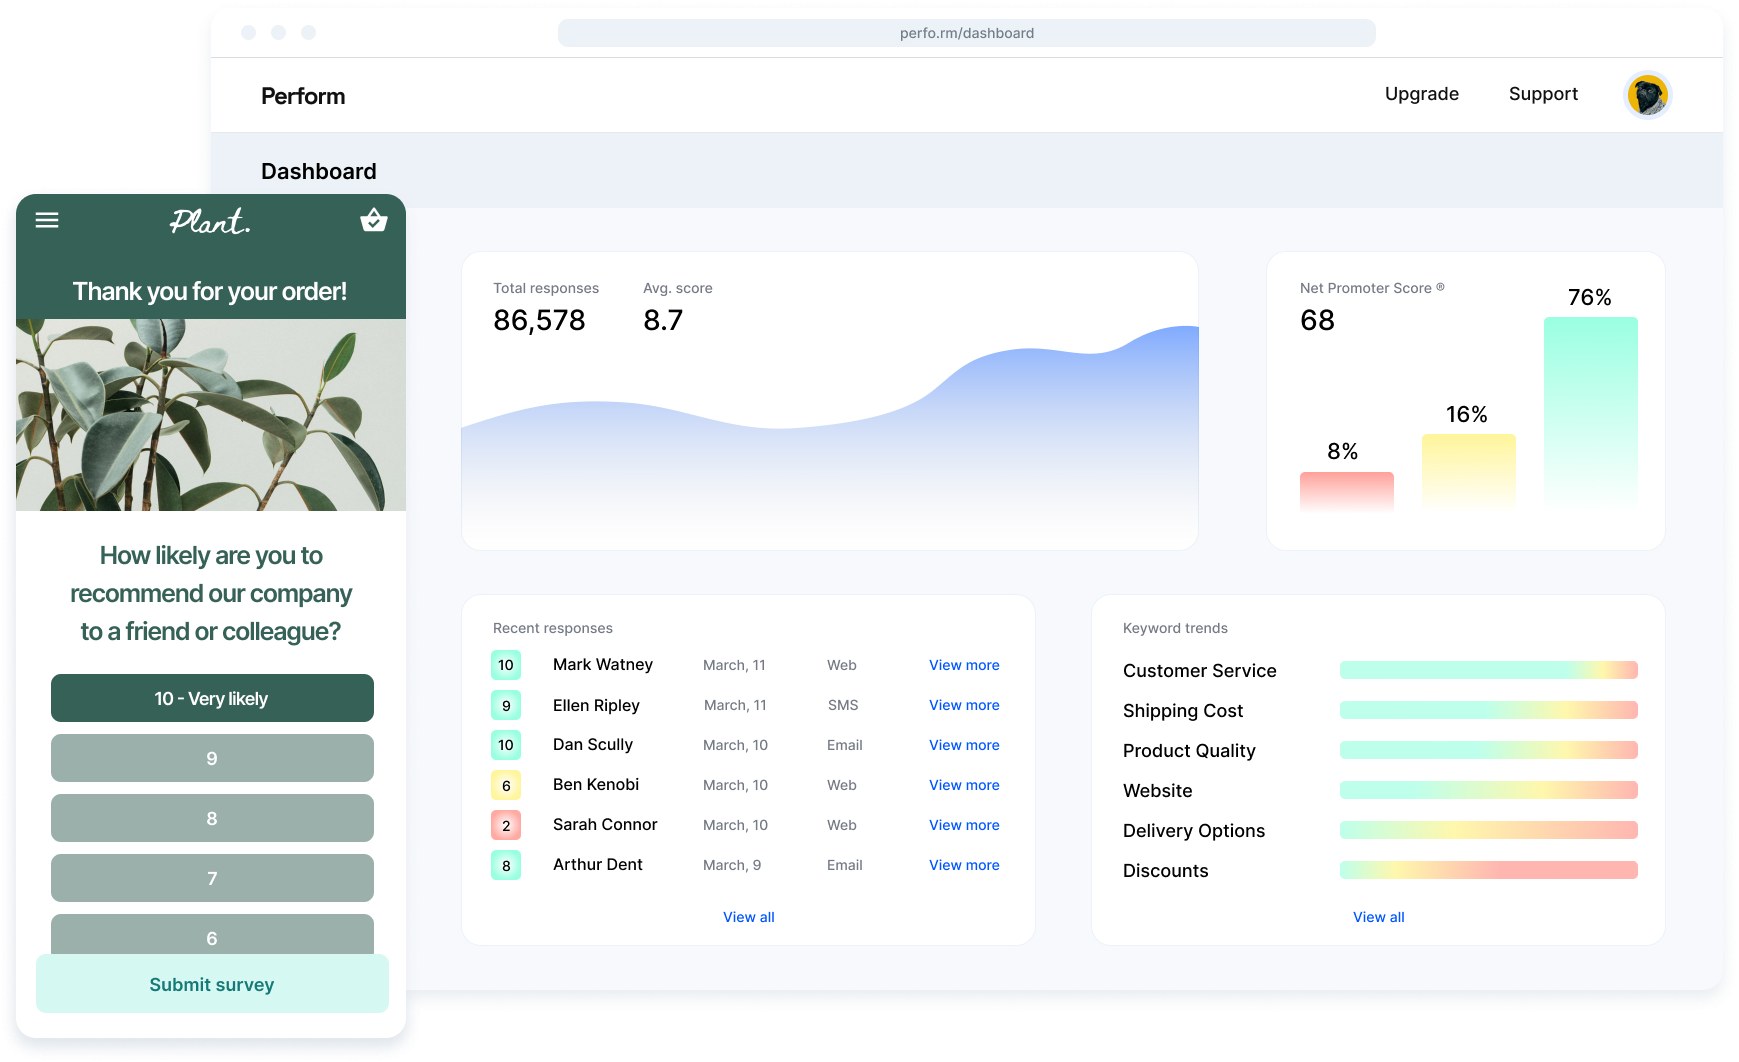 perfo.rm/dashboard
Perform
Upgrade
Support
Dashboard
Plant.
Thank you for your order!
How likely are you to
recommend our company
to a friend or colleague?
10 - Very likely
9
8
7
6
Submit survey
Total responses
86,578
Avg. score
8.7
Net Promoter Score ®
68
8%
16%
76%
Recent responses
10 Mark Watney March, 11 Web View more
9 Ellen Ripley March, 11 SMS View more
10 Dan Scully March, 10 Email View more
6 Ben Kenobi March, 10 Web View more
2 Sarah Connor March, 10 Web View more
8 Arthur Dent March, 9 Email View more
View all
Keyword trends
Customer Service
Shipping Cost
Product Quality
Website
Delivery Options
Discounts
View all